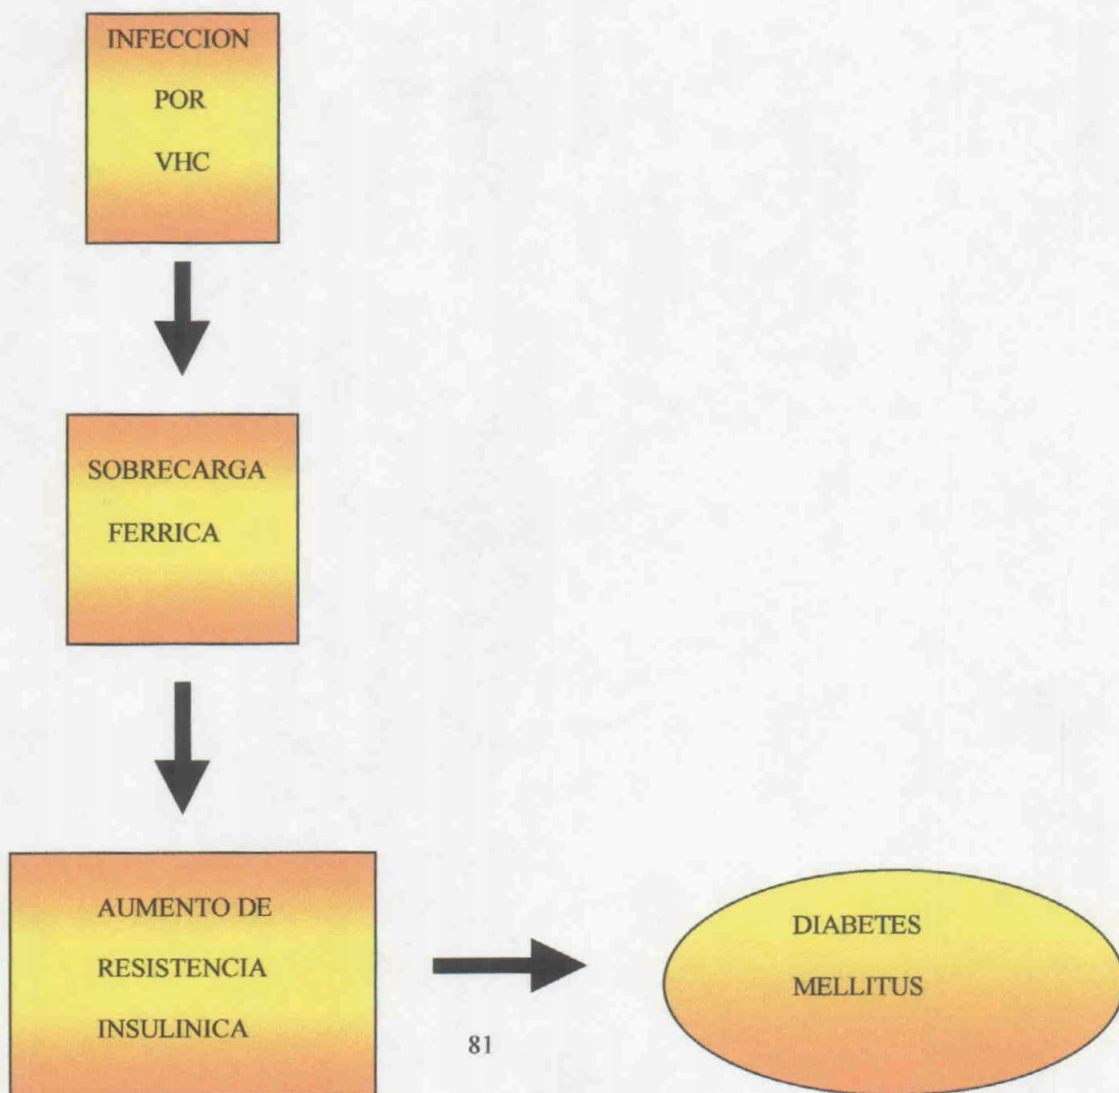 INFECCION
POR
VHC
SOBRECARGA
FERRICA
AUMENTO DE
RESISTENCIA
INSULINICA
DIABETES
MELLITUS
81